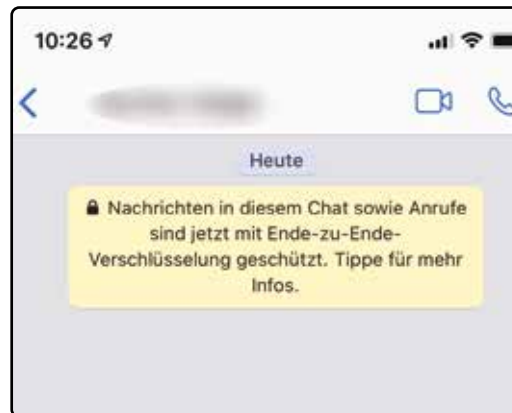 10:26
Heute
Nachrichten in diesem Chat sowie Anrufe
sind jetzt mit Ende-zu-Ende-
Verschlüsselung geschützt. Tippe für mehr
Infos.